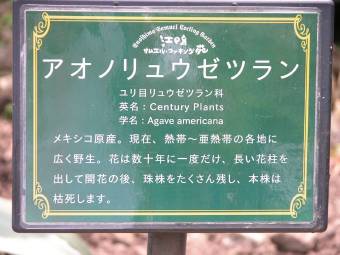 Enoshima Samuel Cocking Garden
江の島
サムエル・コッキング苑
アオノリュウゼツラン
ユリ目リュウゼツラン科
英名：Century Plants
学名：Agave americana
メキシコ原産。現在、熱帯～亜熱帯の各地に
広く野生。花は数十年に一度だけ、長い花柱を
出して開花の後、珠株をたくさん残し、本株は
枯死します。